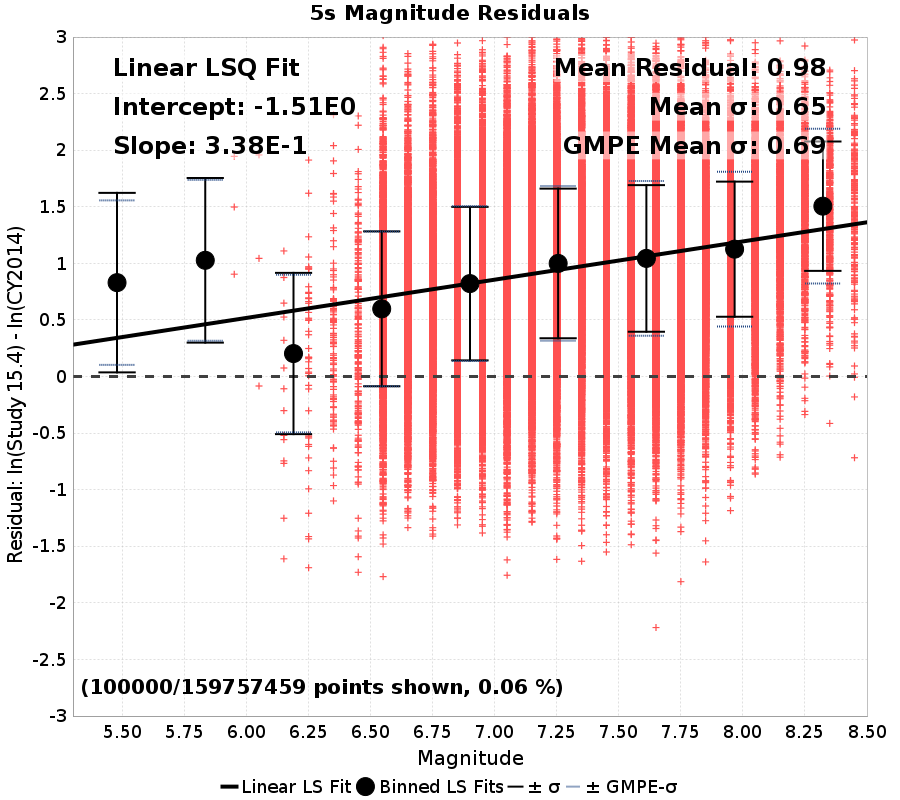 5s Magnitude Residuals
Linear LSQ Fit
Intercept: -1.51E0
Slope: 3.38E-1
Mean Residual: 0.98
Mean σ: 0.65
GMPE Mean σ: 0.69
Residual: ln(Study 15.4) - ln(CY2014)
3
2.5
2
1.5
1
0.5
0
-0.5
-1
-1.5
-2
-2.5
-3
(100000/159757459 points shown, 0.06 %)
5.50 5.75 6.00 6.25 6.50 6.75 7.00 7.25 7.50 7.75 8.00 8.25 8.50
Magnitude
Linear LS Fit Binned LS Fits ± σ ± GMPE-σ